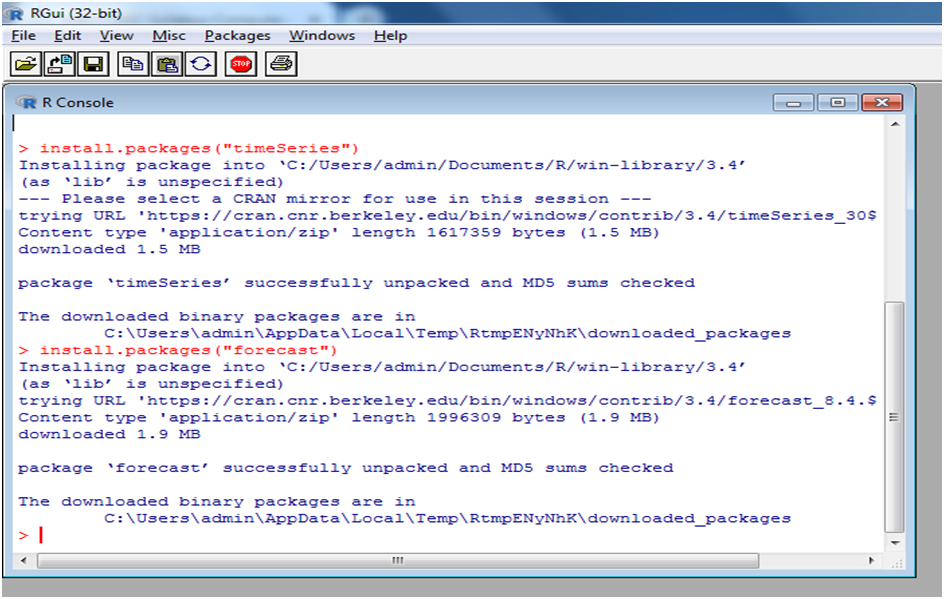 RGui (32-bit)
File Edit View Misc Packages Windows Help
STOP
R Console
> install.packages("timeSeries")
Installing package into ‘C:/Users/admin/Documents/R/win-library/3.4’
(as ‘lib’ is unspecified)
--- Please select a CRAN mirror for use in this session ---
trying URL 'https://cran.cnr.berkeley.edu/bin/windows/contrib/3.4/timeSeries_30$
Content type 'application/zip' length 1617359 bytes (1.5 MB)
downloaded 1.5 MB
package ‘timeSeries’ successfully unpacked and MD5 sums checked
The downloaded binary packages are in
C:\Users\admin\AppData\Local\Temp\RtmpENyNhK\downloaded_packages
> install.packages("forecast")
Installing package into ‘C:/Users/admin/Documents/R/win-library/3.4’
(as ‘lib’ is unspecified)
trying URL 'https://cran.cnr.berkeley.edu/bin/windows/contrib/3.4/forecast_8.4.$
Content type 'application/zip' length 1996309 bytes (1.9 MB)
downloaded 1.9 MB
package ‘forecast’ successfully unpacked and MD5 sums checked
The downloaded binary packages are in
C:\Users\admin\AppData\Local\Temp\RtmpENyNhK\downloaded_packages
>